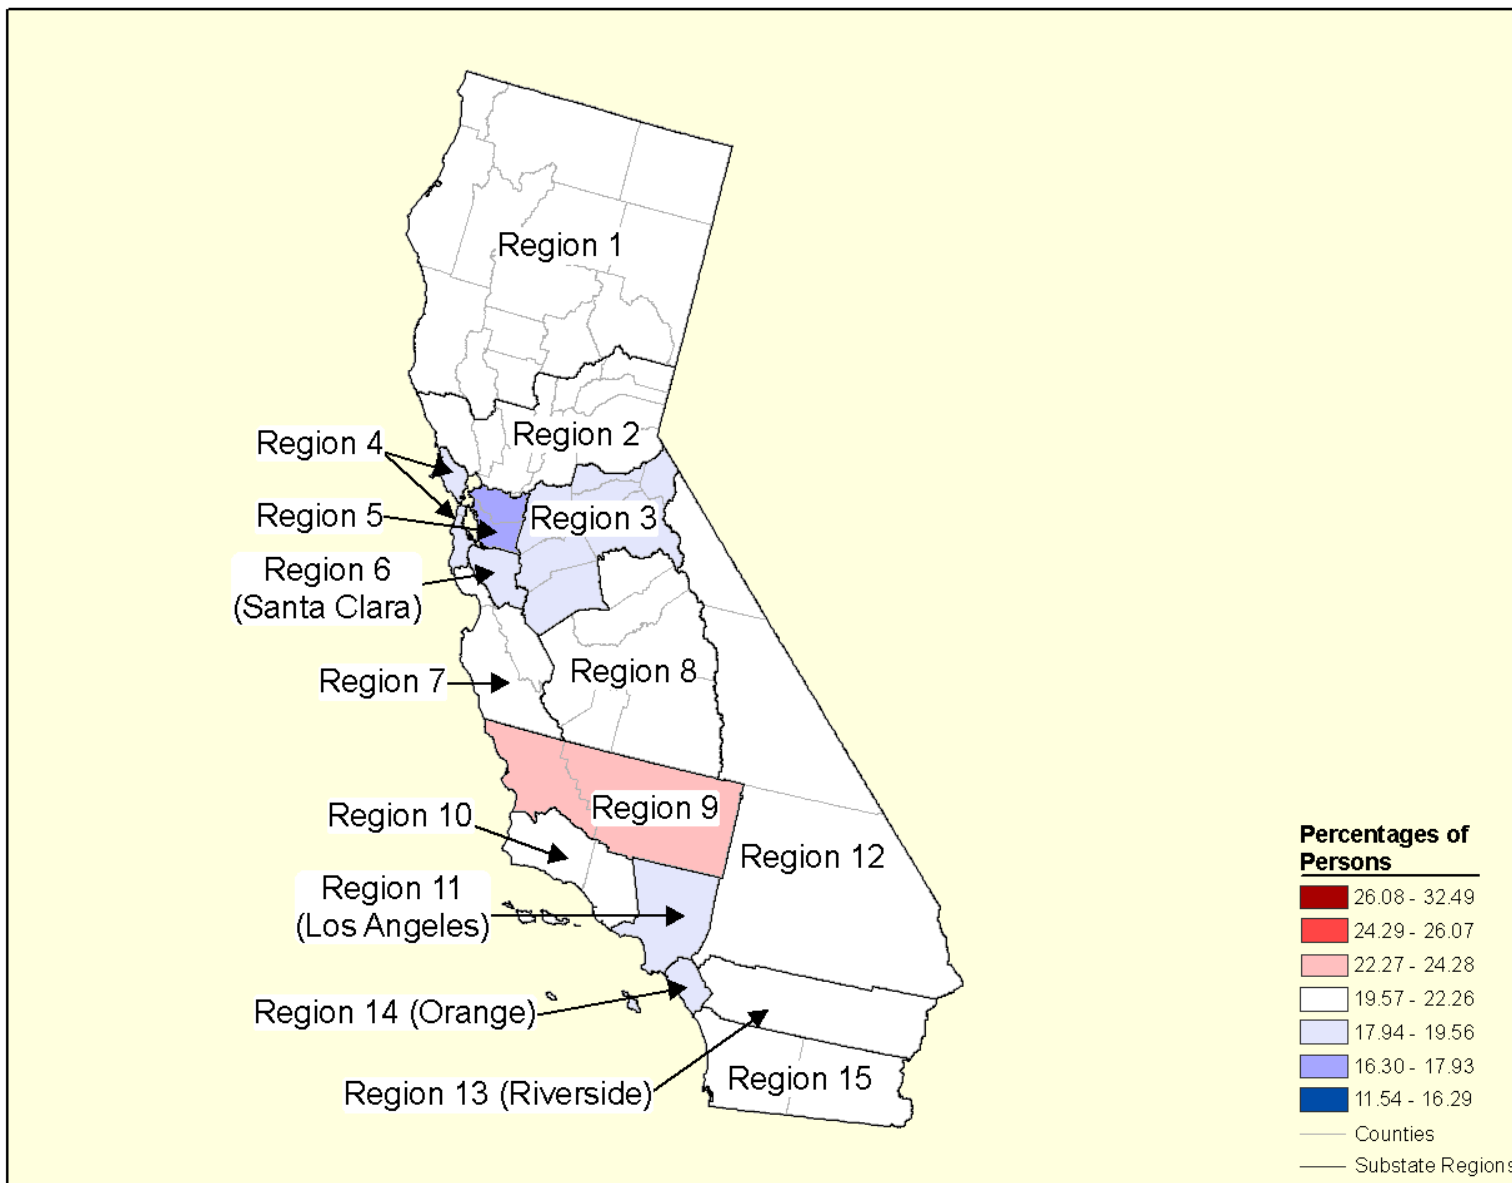 Region 1
Region 2
Region 4
Region 3
Region 5
Region 6
(Santa Clara)
Region 8
Region 7
Region 9
Region 10
Region 12
Region 11
(Los Angeles)
Region 14 (Orange)
Region 15
Region 13 (Riverside)
Percentages of
Persons
26.08 - 32.49
24.29 - 26.07
22.27 - 24.28
19.57 - 22.26
17.94 - 19.56
16.30 - 17.93
11.54 - 16.29
Counties
Substate Regions